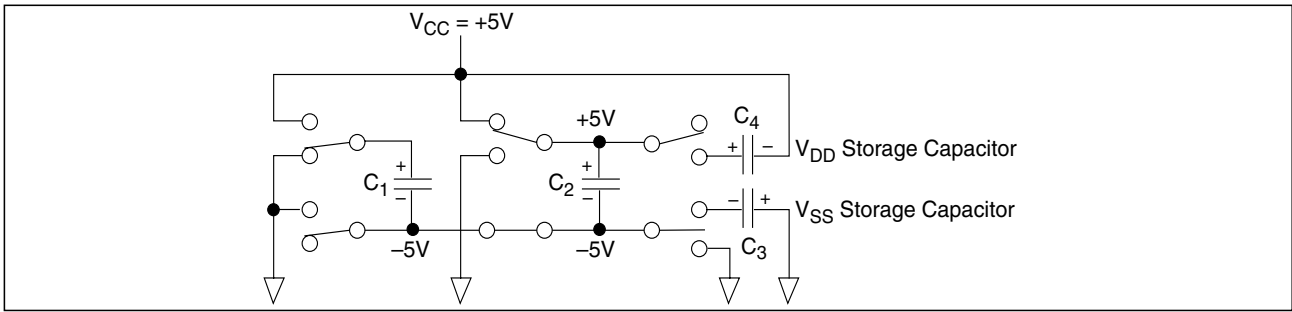 V_CC = +5V
+5V
C_4
+ −
V_DD Storage Capacitor
+
C_1
−
+
C_2
−
− +
V_SS Storage Capacitor
−5V
−5V
C_3